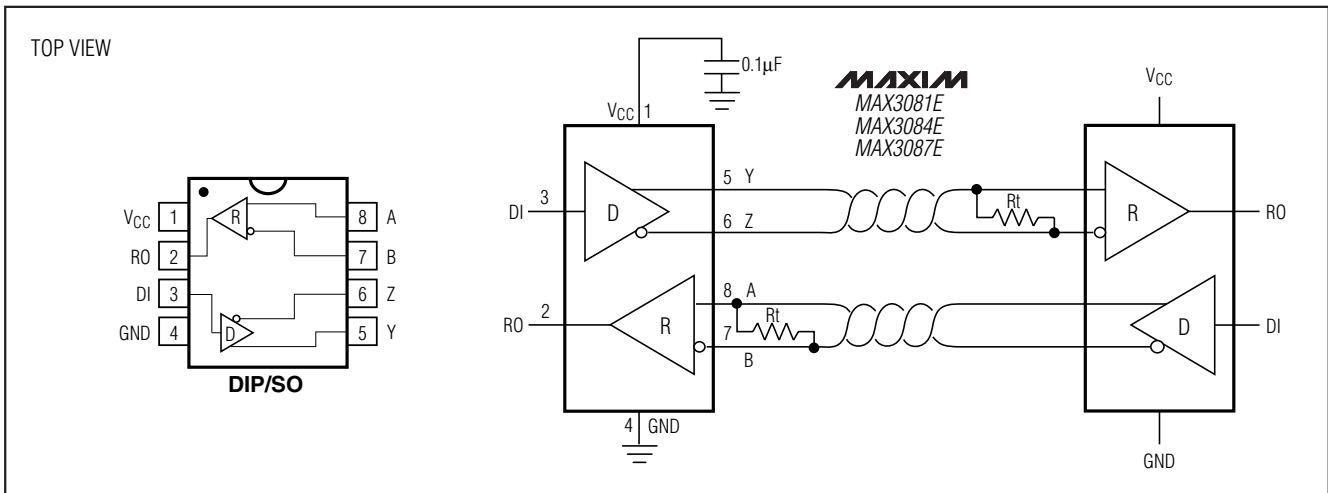 TOP VIEW
VCC 1
RO 2
DI 3
GND 4
R
D
8 A
7 B
6 Z
5 Y
DIP/SO
0.1μF
VCC 1
DI 3
D
5 Y
6 Z
RO 2
R
8 A
7
B
4 GND
Rt
Rt
MAXIM
MAX3081E
MAX3084E
MAX3087E
VCC
R
RO
D
DI
GND